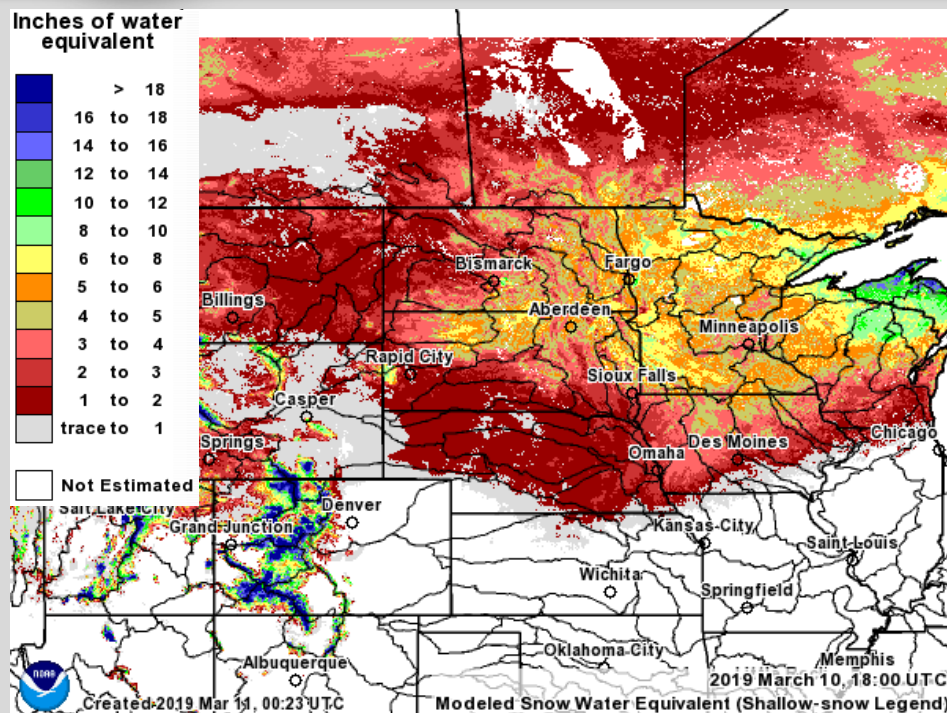 Inches of water
equivalent
> 18
16 to 18
14 to 16
12 to 14
10 to 12
8 to 10
6 to 8
5 to 6
4 to 5
3 to 4
2 to 3
1 to 2
trace to 1
Not Estimated
Bismarck
Fargo
Billings
Aberdeen
Minneapolis
Rapid City
Sioux Falls
Casper
Springs
Des Moines
Chicago
Omaha
Salt Lake City
Denver
Grand Junction
Kansas City
Saint Louis
Wichita
Springfield
Oklahoma City
Albuquerque
Memphis
2019 March 10, 18:00 UTC
NOAA
Created 2019 Mar 11, 00:23 UTC
Modeled Snow Water Equivalent (Shallow-snow Legend)